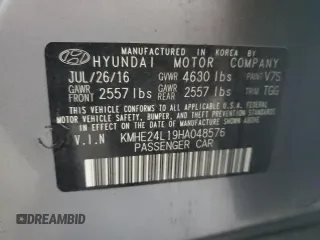 MANUFACTURED IN KOREA BY
HYUNDAI MOTOR COMPANY
JUL/26/16 GVWR 4630 lbs PAINT V7S
GAWR FRONT 2557 lbs GAWR REAR 2557 lbs TRIM TGG
THIS VEHICLE CONFORMS TO ALL APPLICABLE U.S.A. FEDERAL
MOTOR VEHICLE SAFETY, BUMPER, AND THEFT PREVENTION
STANDARDS IN EFFECT ON THE DATE OF MANUFACTURE SHOWN ABOVE.
V.I.N KMHE24L19HA048576
PASSENGER CAR
DREAMBID AUTO AUCTIONS